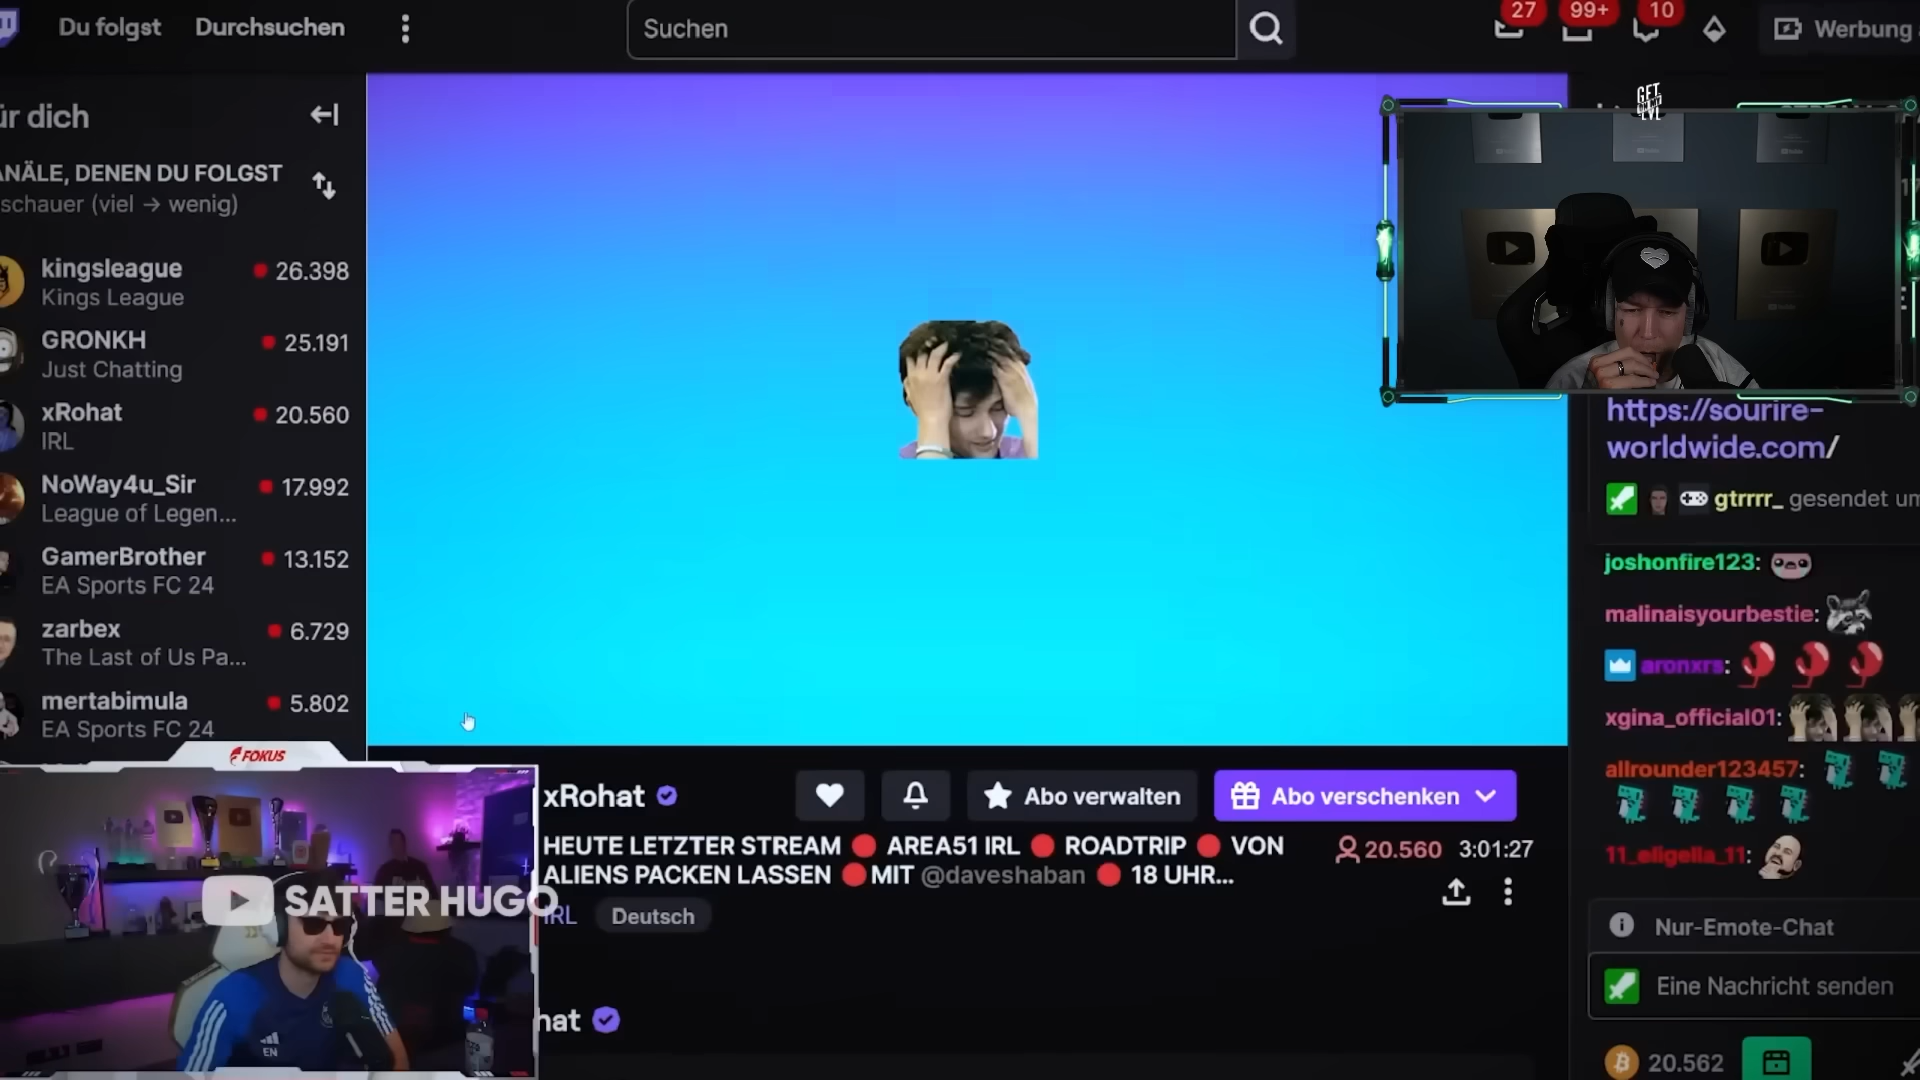 Du folgst
Durchsuchen
Suchen
27
99+
10
Werbung
ür dich
ANÄLE, DENEN DU FOLGST
schauer (viel → wenig)
kingsleague
26.398
Kings League
GRONKH
25.191
Just Chatting
xRohat
20.560
IRL
NoWay4u_Sir
17.992
League of Legen...
GamerBrother
13.152
EA Sports FC 24
zarbex
6.729
The Last of Us Pa...
mertabimula
5.802
EA Sports FC 24
FOKUS
SATTER HUGO
EN
xRohat
Abo verwalten
Abo verschenken
HEUTE LETZTER STREAM 🔴 AREA51 IRL 🔴 ROADTRIP 🔴 VON
ALIENS PACKEN LASSEN 🔴MIT @daveshaban 🔴 18 UHR...
20.560
3:01:27
IRL
Deutsch
hat
https://sourire-
worldwide.com/
gtrrrr_ gesendet um
joshonfire123:
malinaisyourbestie:
aronxrs:
xgina_official01:
allrounder123457:
11_eligella_11:
Nur-Emote-Chat
Eine Nachricht senden
20.562